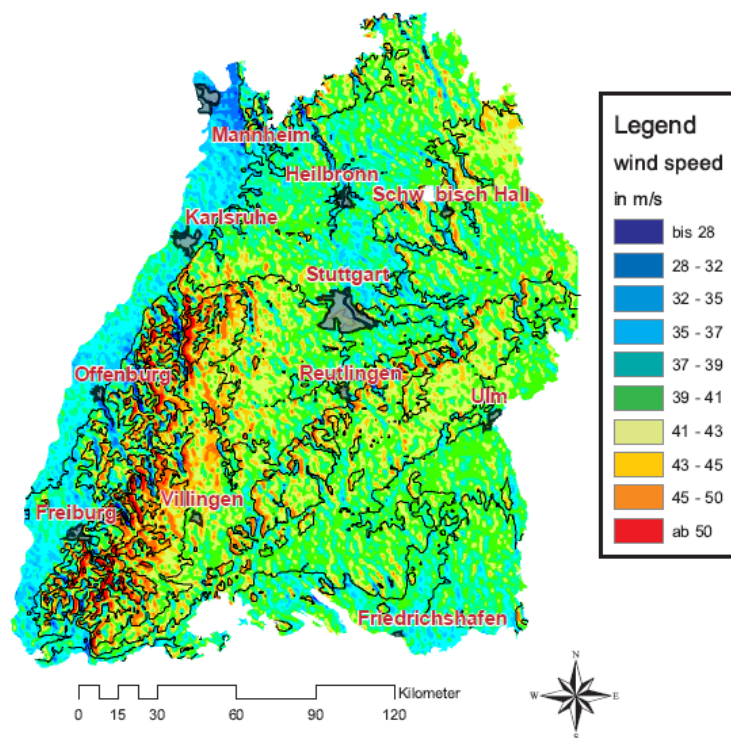 Mannheim
Heilbronn
Schw bisch Hall
Karlsruhe
Stuttgart
Offenburg
Reutlingen
Ulm
Villingen
Freiburg
Friedrichshafen
Legend
wind speed
in m/s
bis 28
28 - 32
32 - 35
35 - 37
37 - 39
39 - 41
41 - 43
43 - 45
45 - 50
ab 50
Kilometer
0 15 30 60 90 120
N
W E
S